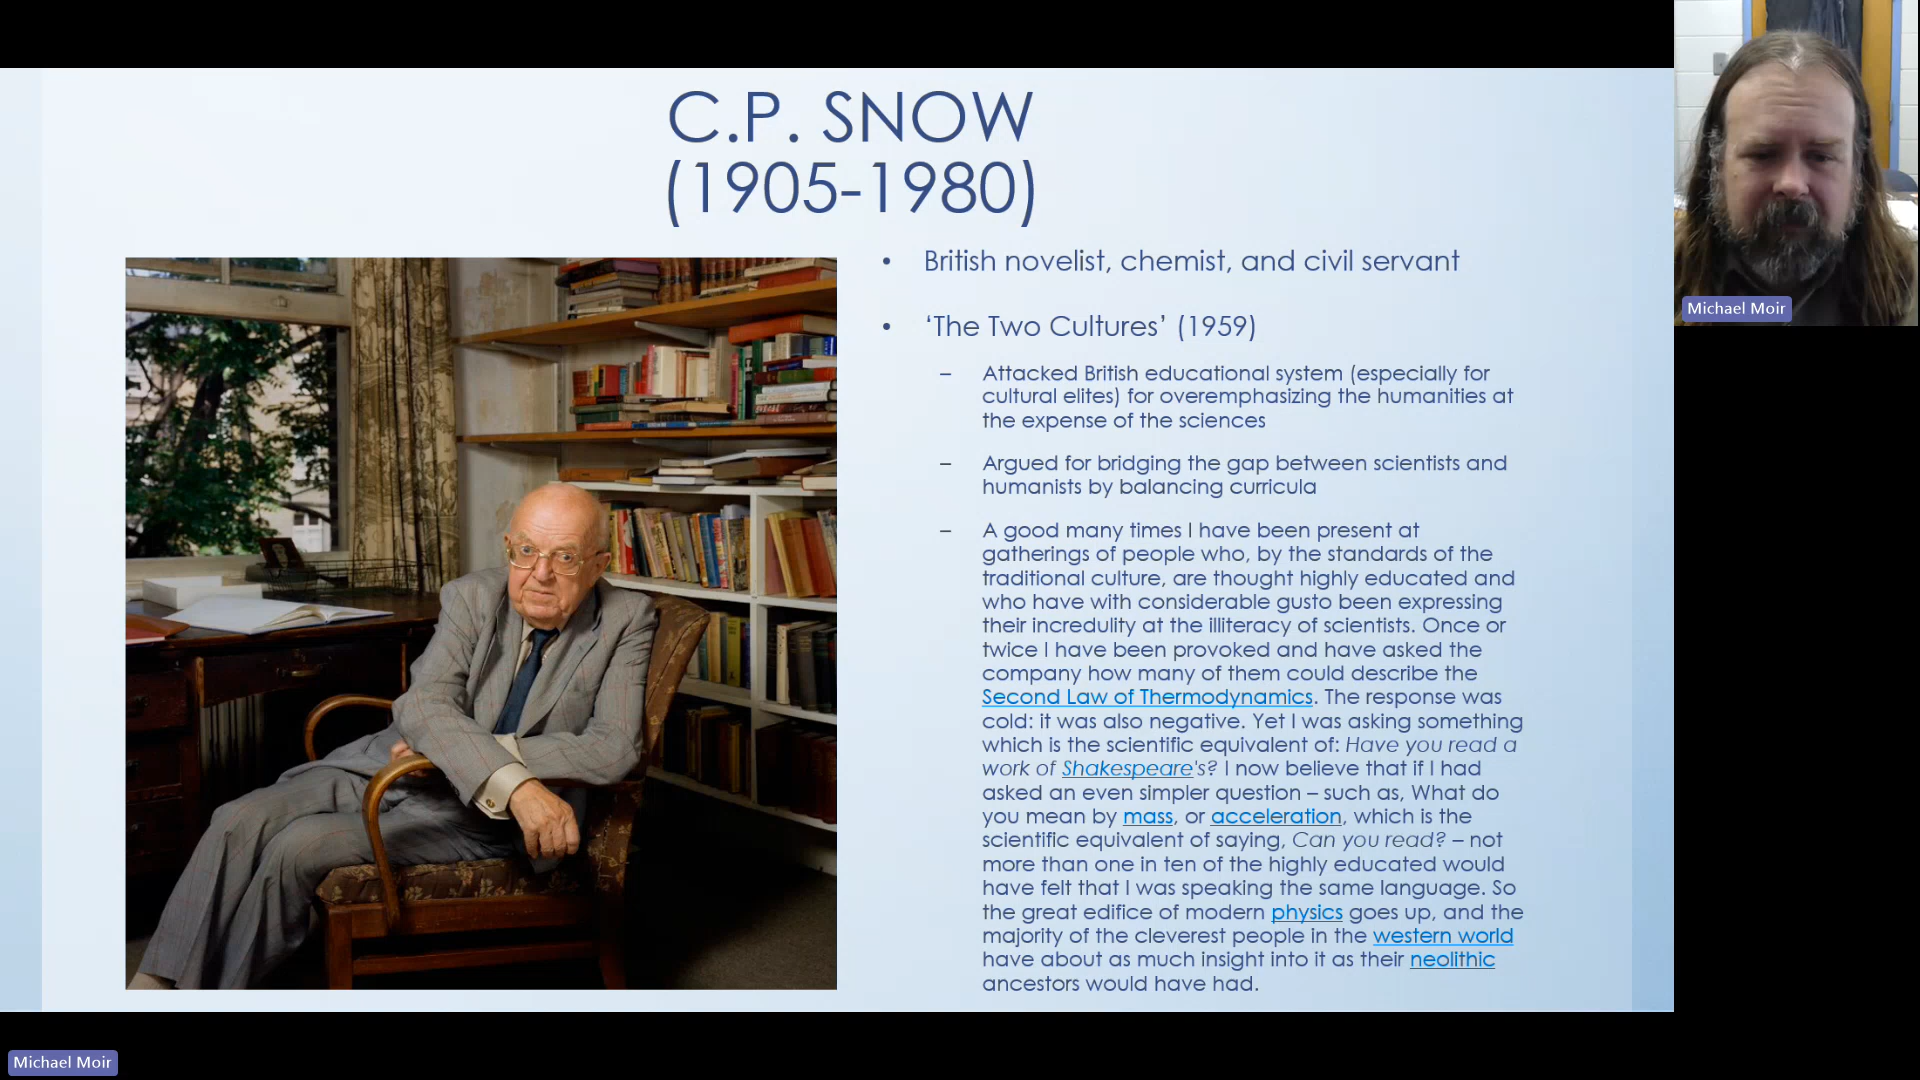 C.P. SNOW
(1905-1980)
• British novelist, chemist, and civil servant
• ‘The Two Cultures’ (1959)
– Attacked British educational system (especially for
cultural elites) for overemphasizing the humanities at
the expense of the sciences
– Argued for bridging the gap between scientists and
humanists by balancing curricula
– A good many times I have been present at
gatherings of people who, by the standards of the
traditional culture, are thought highly educated and
who have with considerable gusto been expressing
their incredulity at the illiteracy of scientists. Once or
twice I have been provoked and have asked the
company how many of them could describe the
Second Law of Thermodynamics. The response was
cold: it was also negative. Yet I was asking something
which is the scientific equivalent of: Have you read a
work of Shakespeare's? I now believe that if I had
asked an even simpler question – such as, What do
you mean by mass, or acceleration, which is the
scientific equivalent of saying, Can you read? – not
more than one in ten of the highly educated would
have felt that I was speaking the same language. So
the great edifice of modern physics goes up, and the
majority of the cleverest people in the western world
have about as much insight into it as their neolithic
ancestors would have had.
Michael Moir
Michael Moir